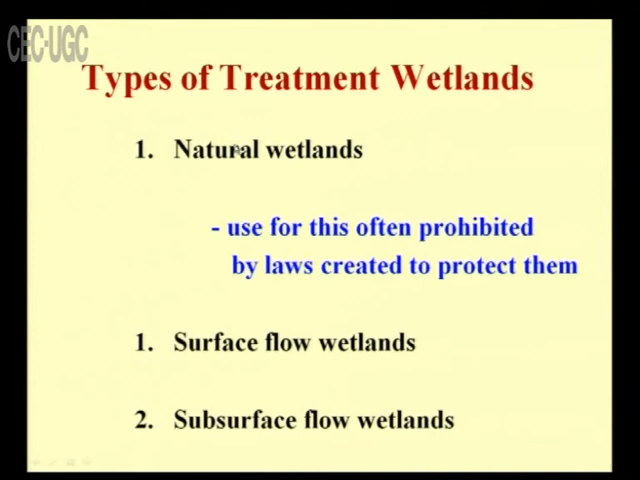 CEC-UGC
Types of Treatment Wetlands
1. Natural wetlands
- use for this often prohibited
by laws created to protect them
1. Surface flow wetlands
2. Subsurface flow wetlands